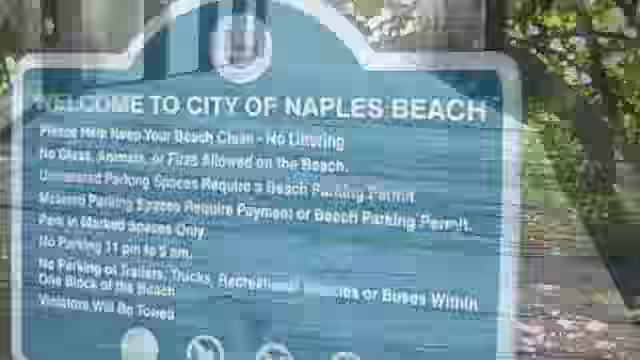 WELCOME TO CITY OF NAPLES BEACH
Please Help Keep Your Beach Clean - No Littering
No Glass, Animals, or Fires Allowed on the Beach.
Unmetered Parking Spaces Require a Beach Parking Permit
Metered Parking Spaces Require Payment or Beach Parking Permit.
Park in Marked Spaces Only.
No Parking 11 pm to 5 am.
No Parking of Trailers, Trucks, Recreational or Buses Within
One Block of the Beach
Violators Will Be Towed